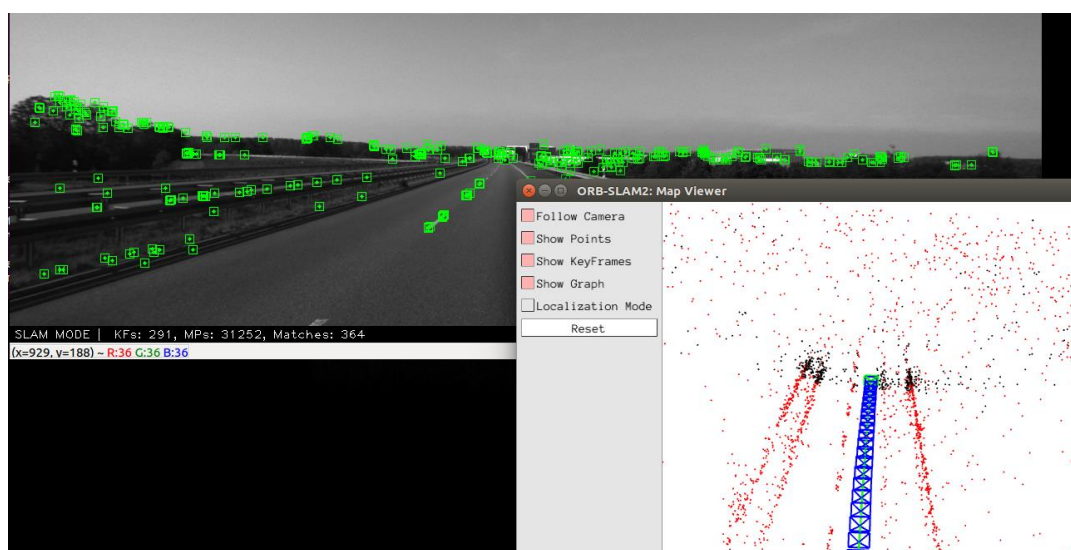 ORB-SLAM2: Map Viewer
Follow Camera
Show Points
Show KeyFrames
Show Graph
Localization Mode
Reset
SLAM MODE | KFs: 291, MPs: 31252, Matches: 364
(x=929, y=188) ~ R:36 G:36 B:36